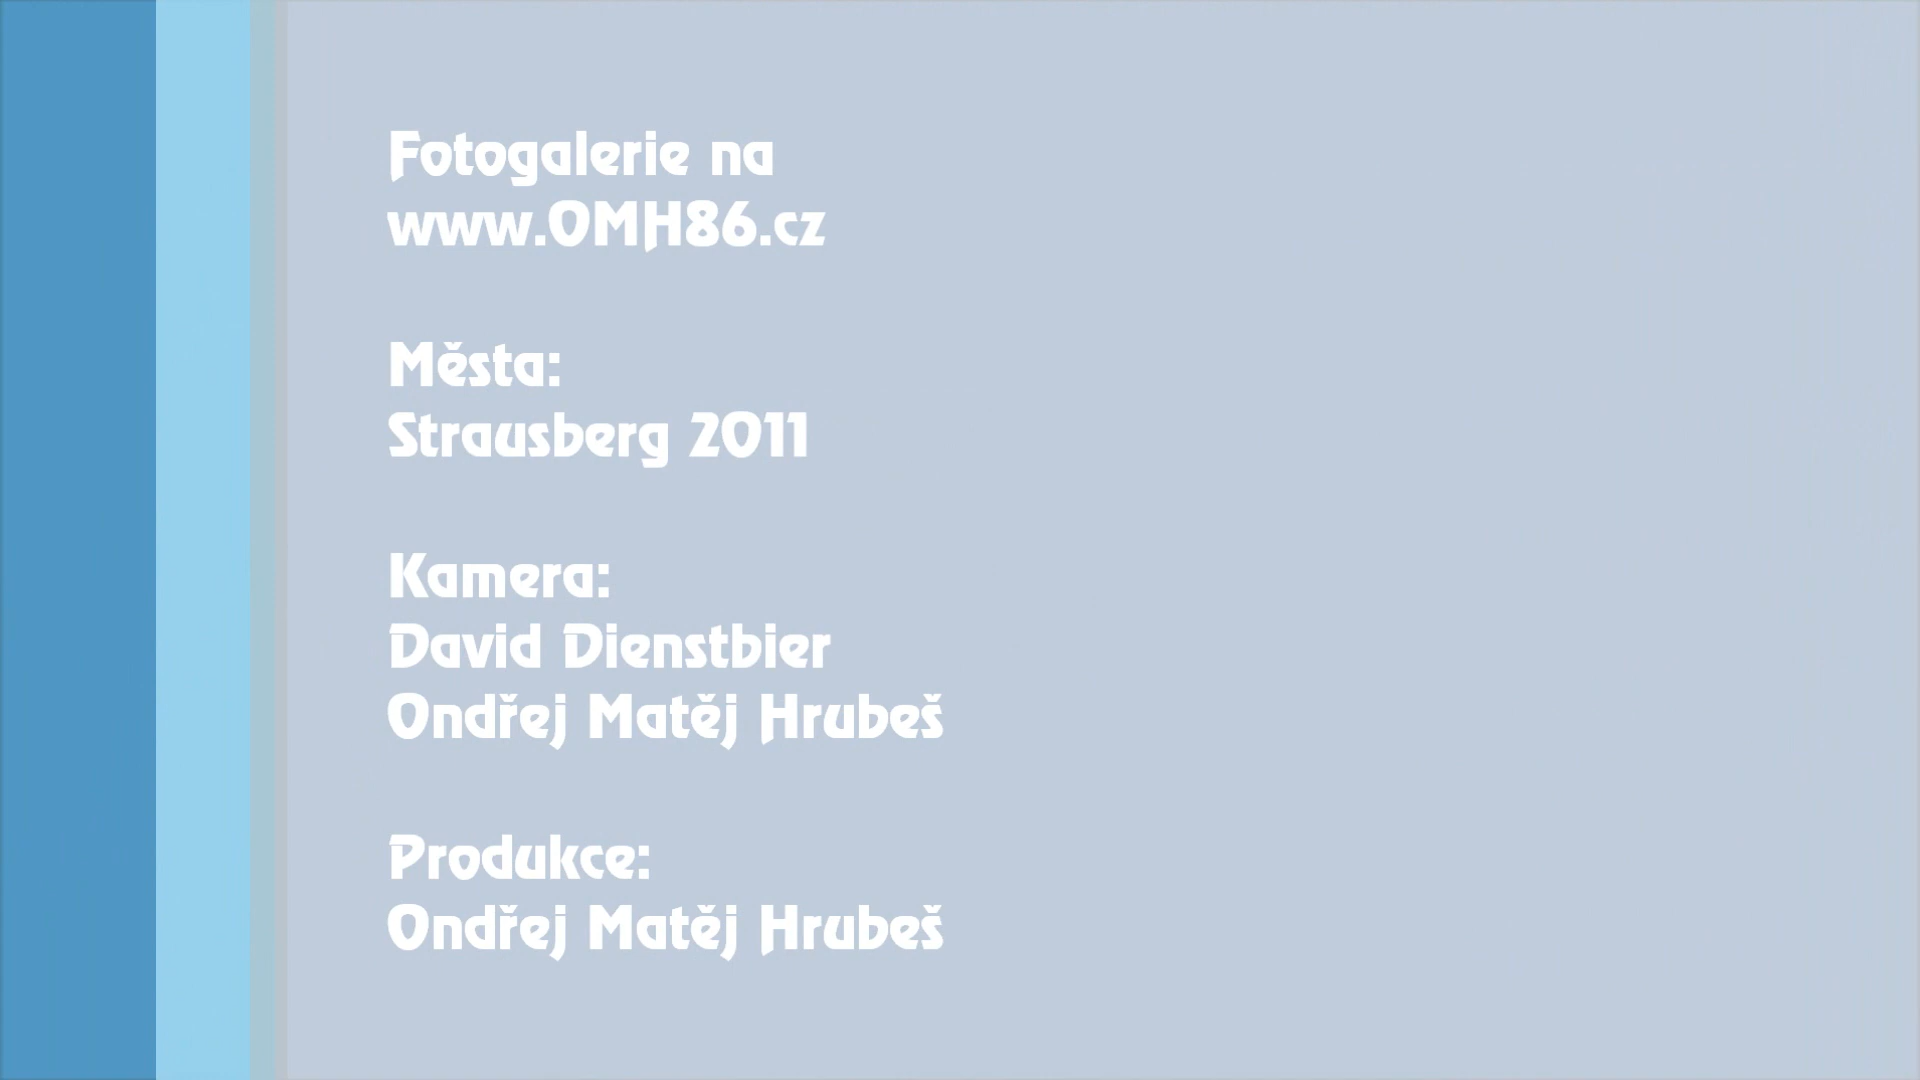 Fotogalerie na
www.OMH86.cz
Města:
Strausberg 2011
Kamera:
David Dienstbier
Ondřej Matěj Hrubeš
Produkce:
Ondřej Matěj Hrubeš